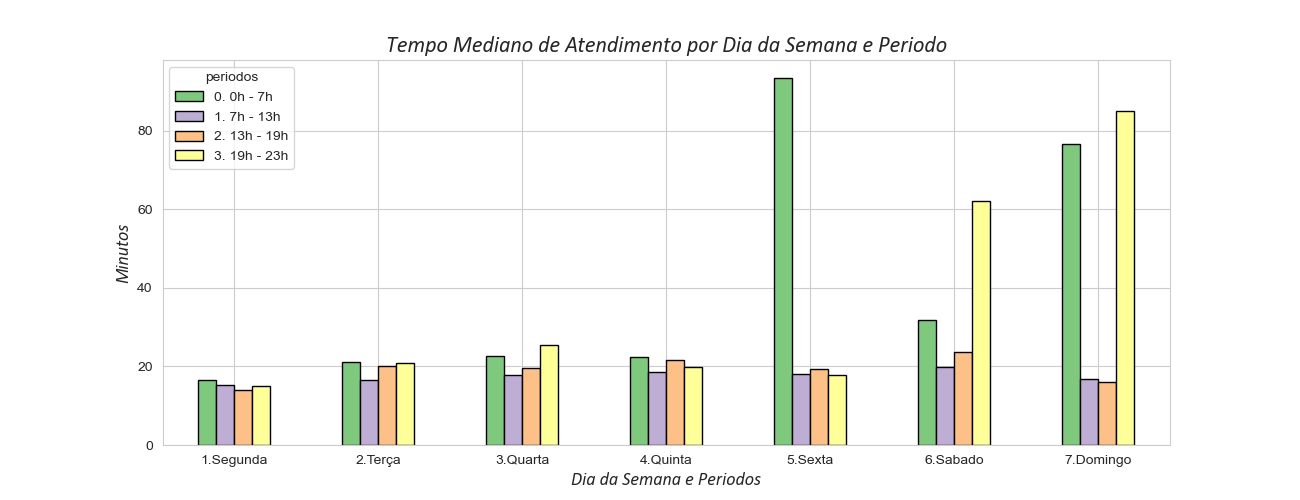 Tempo Mediano de Atendimento por Dia da Semana e Periodo
periodos
0. 0h - 7h
1. 7h - 13h
2. 13h - 19h
3. 19h - 23h
80
60
40
20
0
Minutos
1.Segunda 2.Terça 3.Quarta 4.Quinta 5.Sexta 6.Sabado 7.Domingo
Dia da Semana e Periodos